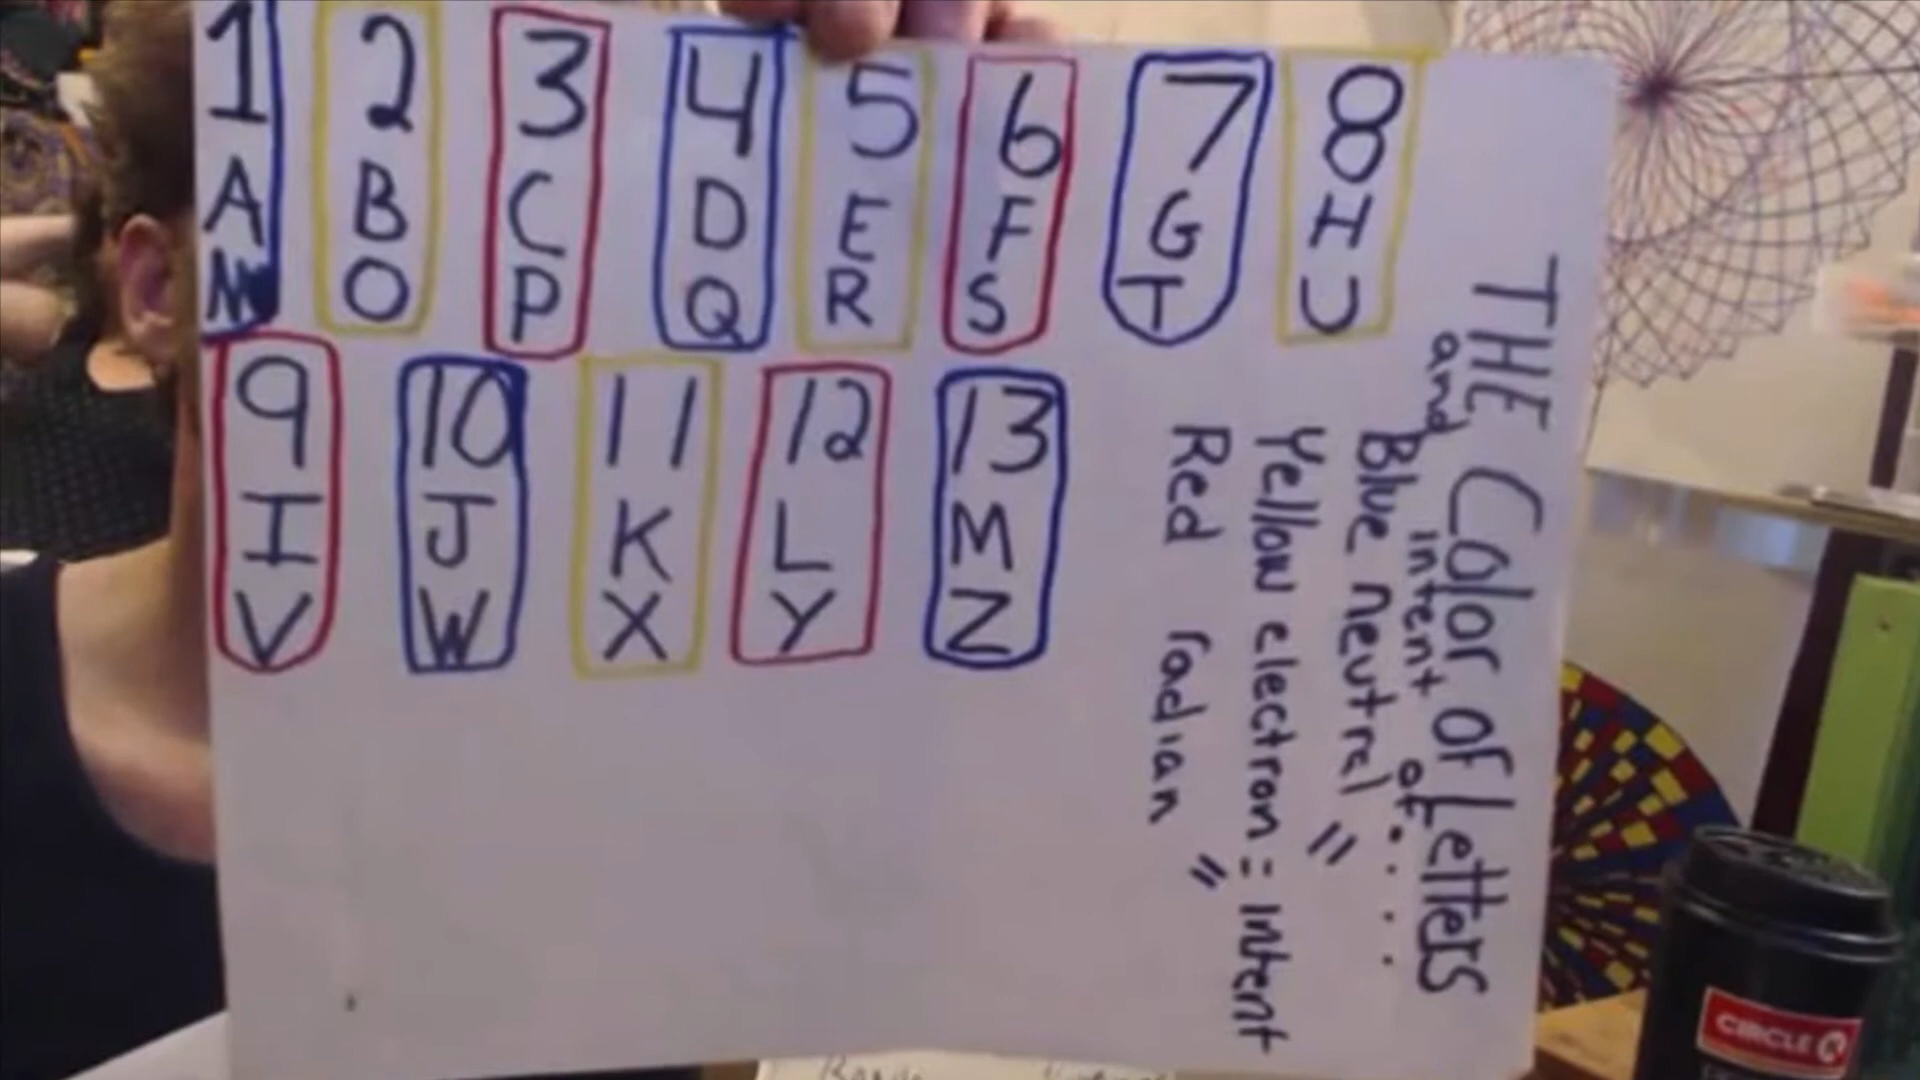 1 2 3 4 5 6 7 8
A B C D E F G H
N O P Q R S T U
9 10 11 12 13
I J K L M
V W X Y Z
THE Color of Letters
and intent of.....
Blue neutral "
Yellow electron = Intent
Red radian "
CIRCLE K